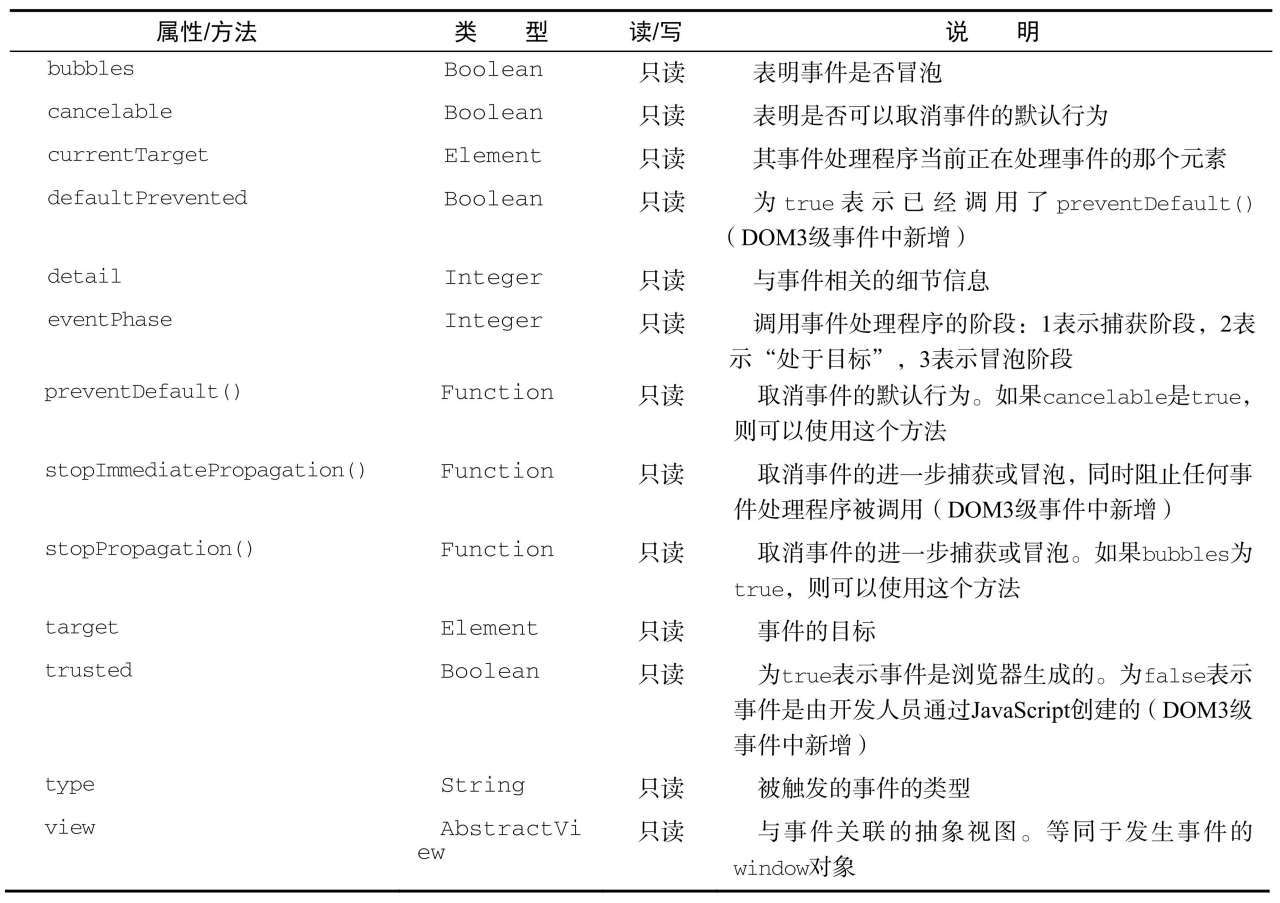 属性/方法 类 型 读/写 说 明
bubbles Boolean 只读 表明事件是否冒泡
cancelable Boolean 只读 表明是否可以取消事件的默认行为
currentTarget Element 只读 其事件处理程序当前正在处理事件的那个元素
defaultPrevented Boolean 只读 为true表示已经调用了preventDefault()
（DOM3级事件中新增）
detail Integer 只读 与事件相关的细节信息
eventPhase Integer 只读 调用事件处理程序的阶段：1表示捕获阶段，2表
示“处于目标”，3表示冒泡阶段
preventDefault() Function 只读 取消事件的默认行为。如果cancelable是true，
则可以使用这个方法
stopImmediatePropagation() Function 只读 取消事件的进一步捕获或冒泡，同时阻止任何事
件处理程序被调用（DOM3级事件中新增）
stopPropagation() Function 只读 取消事件的进一步捕获或冒泡。如果bubbles为
true，则可以使用这个方法
target Element 只读 事件的目标
trusted Boolean 只读 为true表示事件是浏览器生成的。为false表示
事件是由开发人员通过JavaScript创建的（DOM3级
事件中新增）
type String 只读 被触发的事件的类型
view AbstractVi 只读 与事件关联的抽象视图。等同于发生事件的
ew window对象